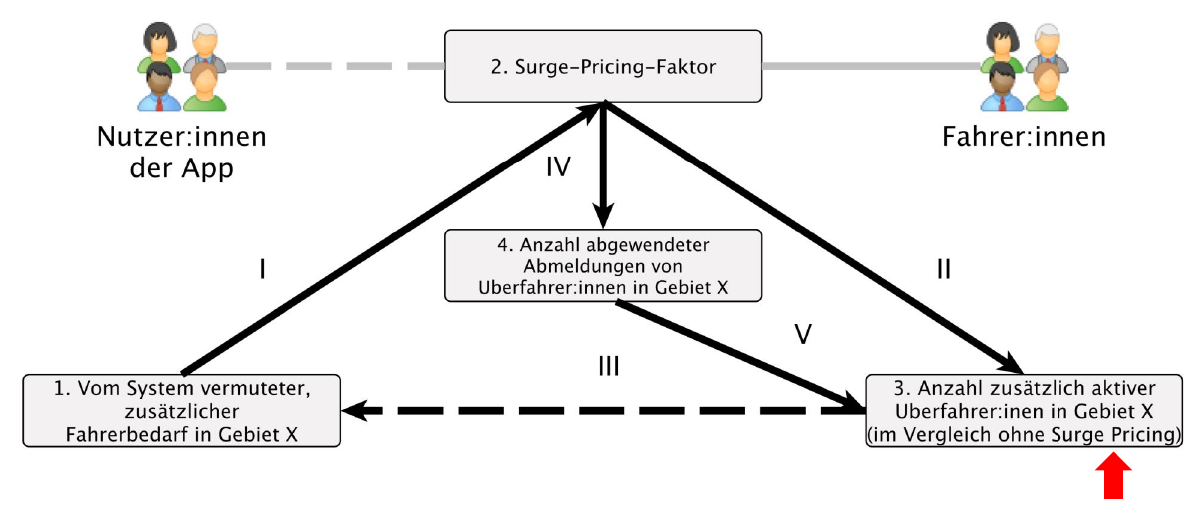 2. Surge-Pricing-Faktor
Nutzer:innen
der App
Fahrer:innen
IV
4. Anzahl abgewendeter
Abmeldungen von
Uberfahrer:innen in Gebiet X
I
II
V
III
1. Vom System vermuteter,
zusätzlicher
Fahrerbedarf in Gebiet X
3. Anzahl zusätzlich aktiver
Uberfahrer:inen in Gebiet X
(im Vergleich ohne Surge Pricing)